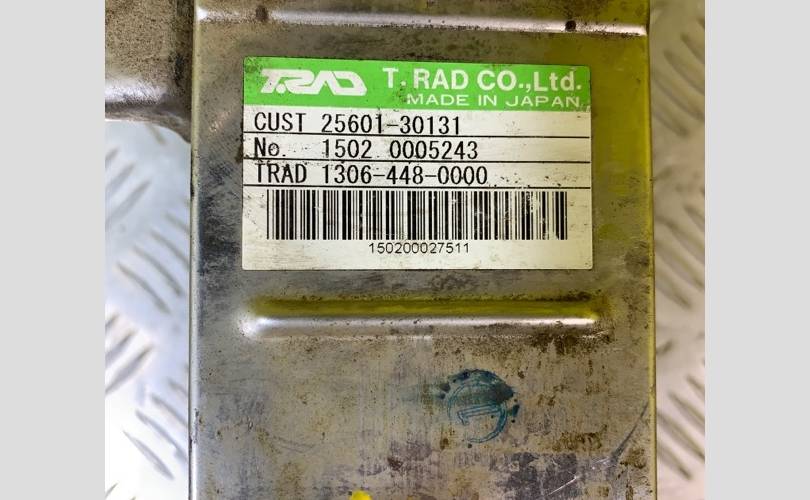 TRAD T.RAD CO.,Ltd.
MADE IN JAPAN
CUST 25601-30131
No. 1502 0005243
TRAD 1306-448-0000
150200027511